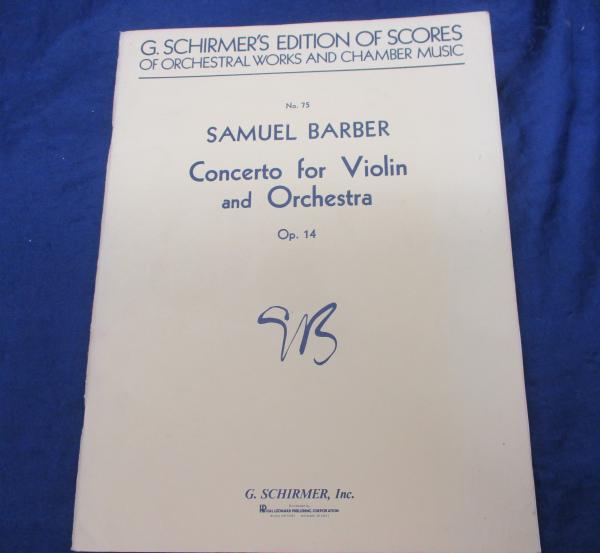 G. SCHIRMER'S EDITION OF SCORES
OF ORCHESTRAL WORKS AND CHAMBER MUSIC
No. 75
SAMUEL BARBER
Concerto for Violin
and Orchestra
Op. 14
G. SCHIRMER, Inc.
HAL LEONARD PUBLISHING CORPORATION